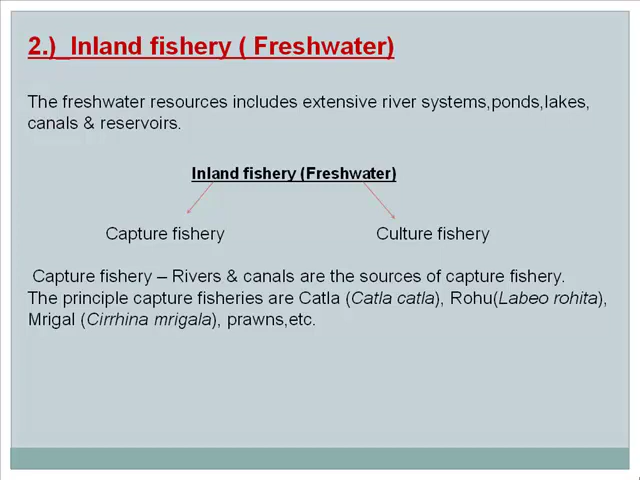 2.)_Inland fishery ( Freshwater)
The freshwater resources includes extensive river systems,ponds,lakes,
canals & reservoirs.
Inland fishery (Freshwater)
Capture fishery
Culture fishery
Capture fishery – Rivers & canals are the sources of capture fishery.
The principle capture fisheries are Catla (Catla catla), Rohu(Labeo rohita),
Mrigal (Cirrhina mrigala), prawns,etc.